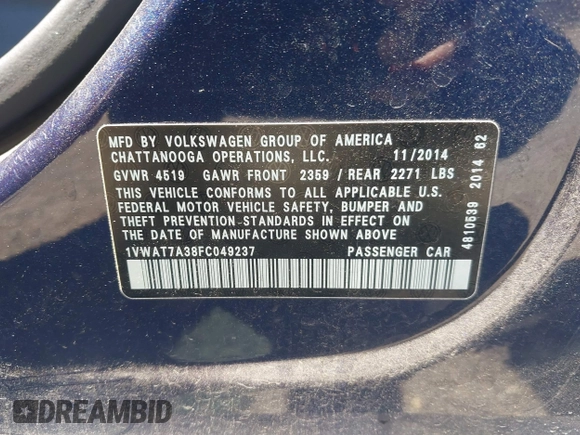 MFD BY VOLKSWAGEN GROUP OF AMERICA
CHATTANOOGA OPERATIONS, LLC. 11/2014
GVWR 4519 GAWR FRONT 2359 / REAR 2271 LBS
THIS VEHICLE CONFORMS TO ALL APPLICABLE U.S.
FEDERAL MOTOR VEHICLE SAFETY, BUMPER AND
THEFT PREVENTION STANDARDS IN EFFECT ON
THE DATE OF MANUFACTURE SHOWN ABOVE
1VWAT7A38FC049237 PASSENGER CAR
4810539 2014 62
DREAMBID